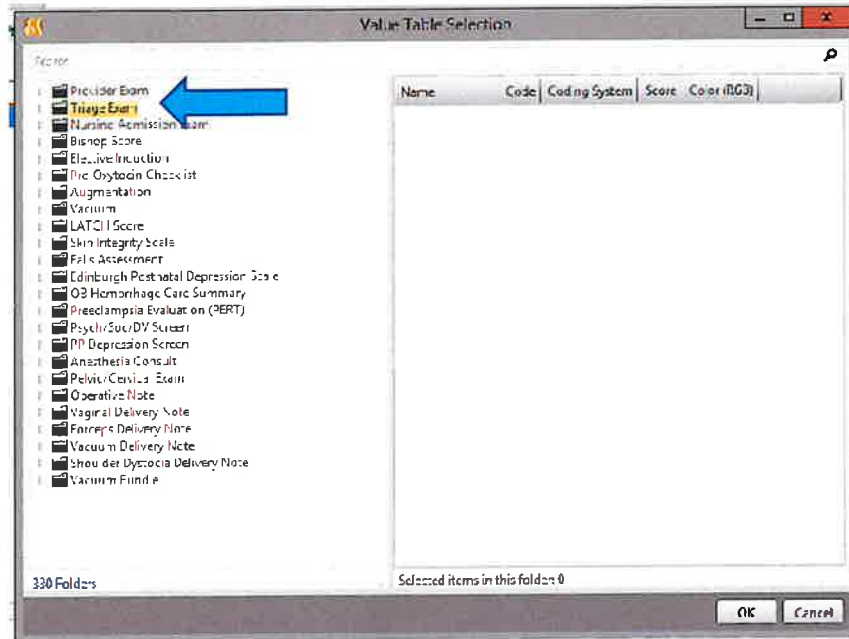 Value Table Selection
Search
Provider Exam
Triage Exam
Nursing Admission Exam
Bishop Score
Elective Induction
Pre Oxytocin Checklist
Augmentation
Vacuum
LATCH Score
Skin Integrity Scale
Falls Assessment
Edinburgh Postnatal Depression Scale
OB Hemorrhage Care Summary
Preeclampsia Evaluation (PERT)
Psych/Soc/DV Screen
PP Depression Screen
Anesthesia Consult
Pelvic/Cervical Exam
Operative Note
Vaginal Delivery Note
Forceps Delivery Note
Vacuum Delivery Note
Shoulder Dystocia Delivery Note
Vacuum Bundle
330 Folders
Name Code Coding System Score Color (RGB)
Selected items in this folder: 0
OK Cancel